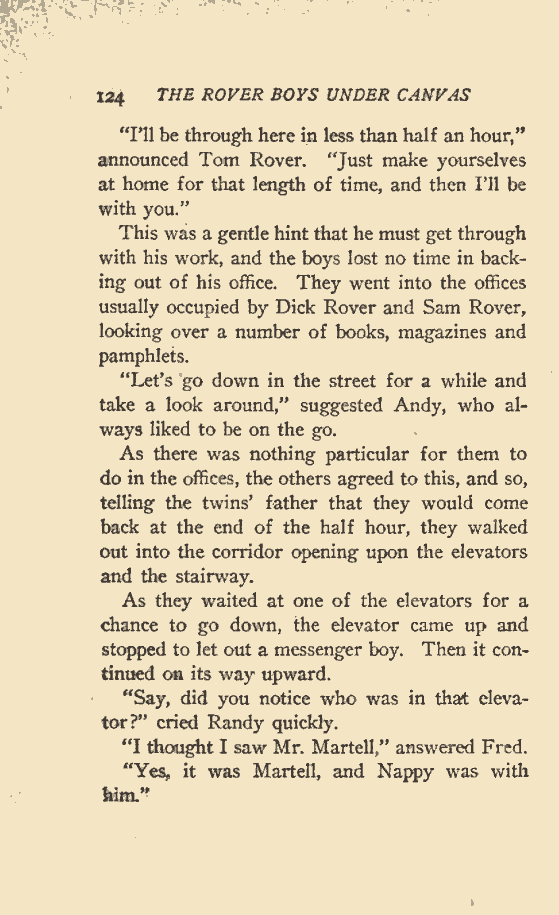 124 THE ROVER BOYS UNDER CANVAS
"I'll be through here in less than half an hour,"
announced Tom Rover. "Just make yourselves
at home for that length of time, and then I'll be
with you."
This was a gentle hint that he must get through
with his work, and the boys lost no time in back-
ing out of his office. They went into the offices
usually occupied by Dick Rover and Sam Rover,
looking over a number of books, magazines and
pamphlets.
"Let's go down in the street for a while and
take a look around," suggested Andy, who al-
ways liked to be on the go.
As there was nothing particular for them to
do in the offices, the others agreed to this, and so,
telling the twins' father that they would come
back at the end of the half hour, they walked
out into the corridor opening upon the elevators
and the stairway.
As they waited at one of the elevators for a
chance to go down, the elevator came up and
stopped to let out a messenger boy. Then it con-
tinued on its way upward.
"Say, did you notice who was in that eleva-
tor?" cried Randy quickly.
"I thought I saw Mr. Martell," answered Fred.
"Yes, it was Martell, and Nappy was with
him."